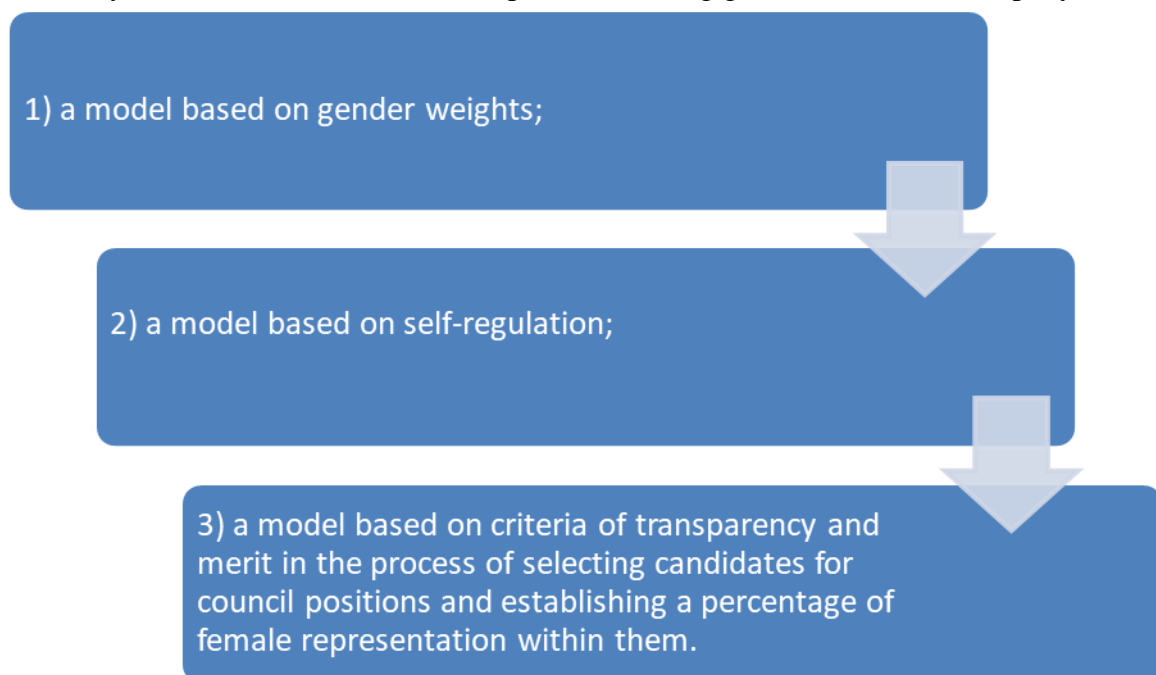 1) a model based on gender weights;
2) a model based on self-regulation;
3) a model based on criteria of transparency and
merit in the process of selecting candidates for
council positions and establishing a percentage of
female representation within them.